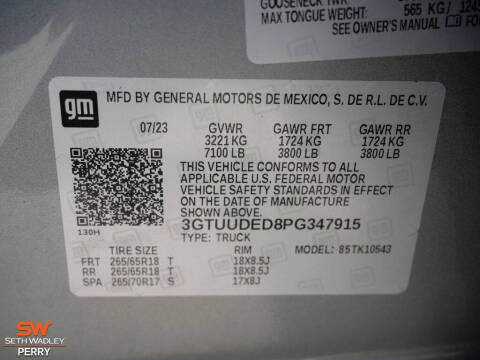 GOOSENECK TWR
MAX TONGUE WEIGHT: 565 KG/
SEE OWNER'S MANUAL
gm
MFD BY GENERAL MOTORS DE MEXICO, S. DE R.L. DE C.V.
07/23 GVWR GAWR FRT GAWR RR
3221 KG 1724 KG 1724 KG
7100 LB 3800 LB 3800 LB
THIS VEHICLE CONFORMS TO ALL
APPLICABLE U.S. FEDERAL MOTOR
VEHICLE SAFETY STANDARDS IN EFFECT
ON THE DATE OF MANUFACTURE
SHOWN ABOVE.
3GTUUDED8PG347915
130H
TYPE: TRUCK MODEL: 85TK10543
TIRE SIZE RIM
FRT 265/65R18 T 18X8.5J
RR 265/65R18 T 18X8.5J
SPA 265/70R17 S 17X8J
SW
SETH WADLEY
PERRY